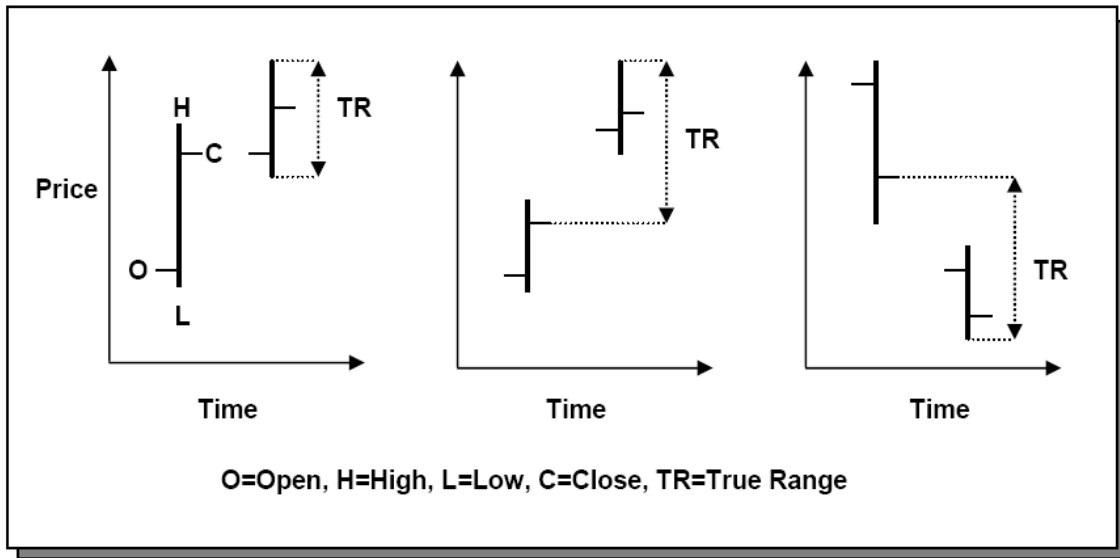 H
TR
C
Price
O
L
Time
TR
Time
TR
Time
O=Open, H=High, L=Low, C=Close, TR=True Range